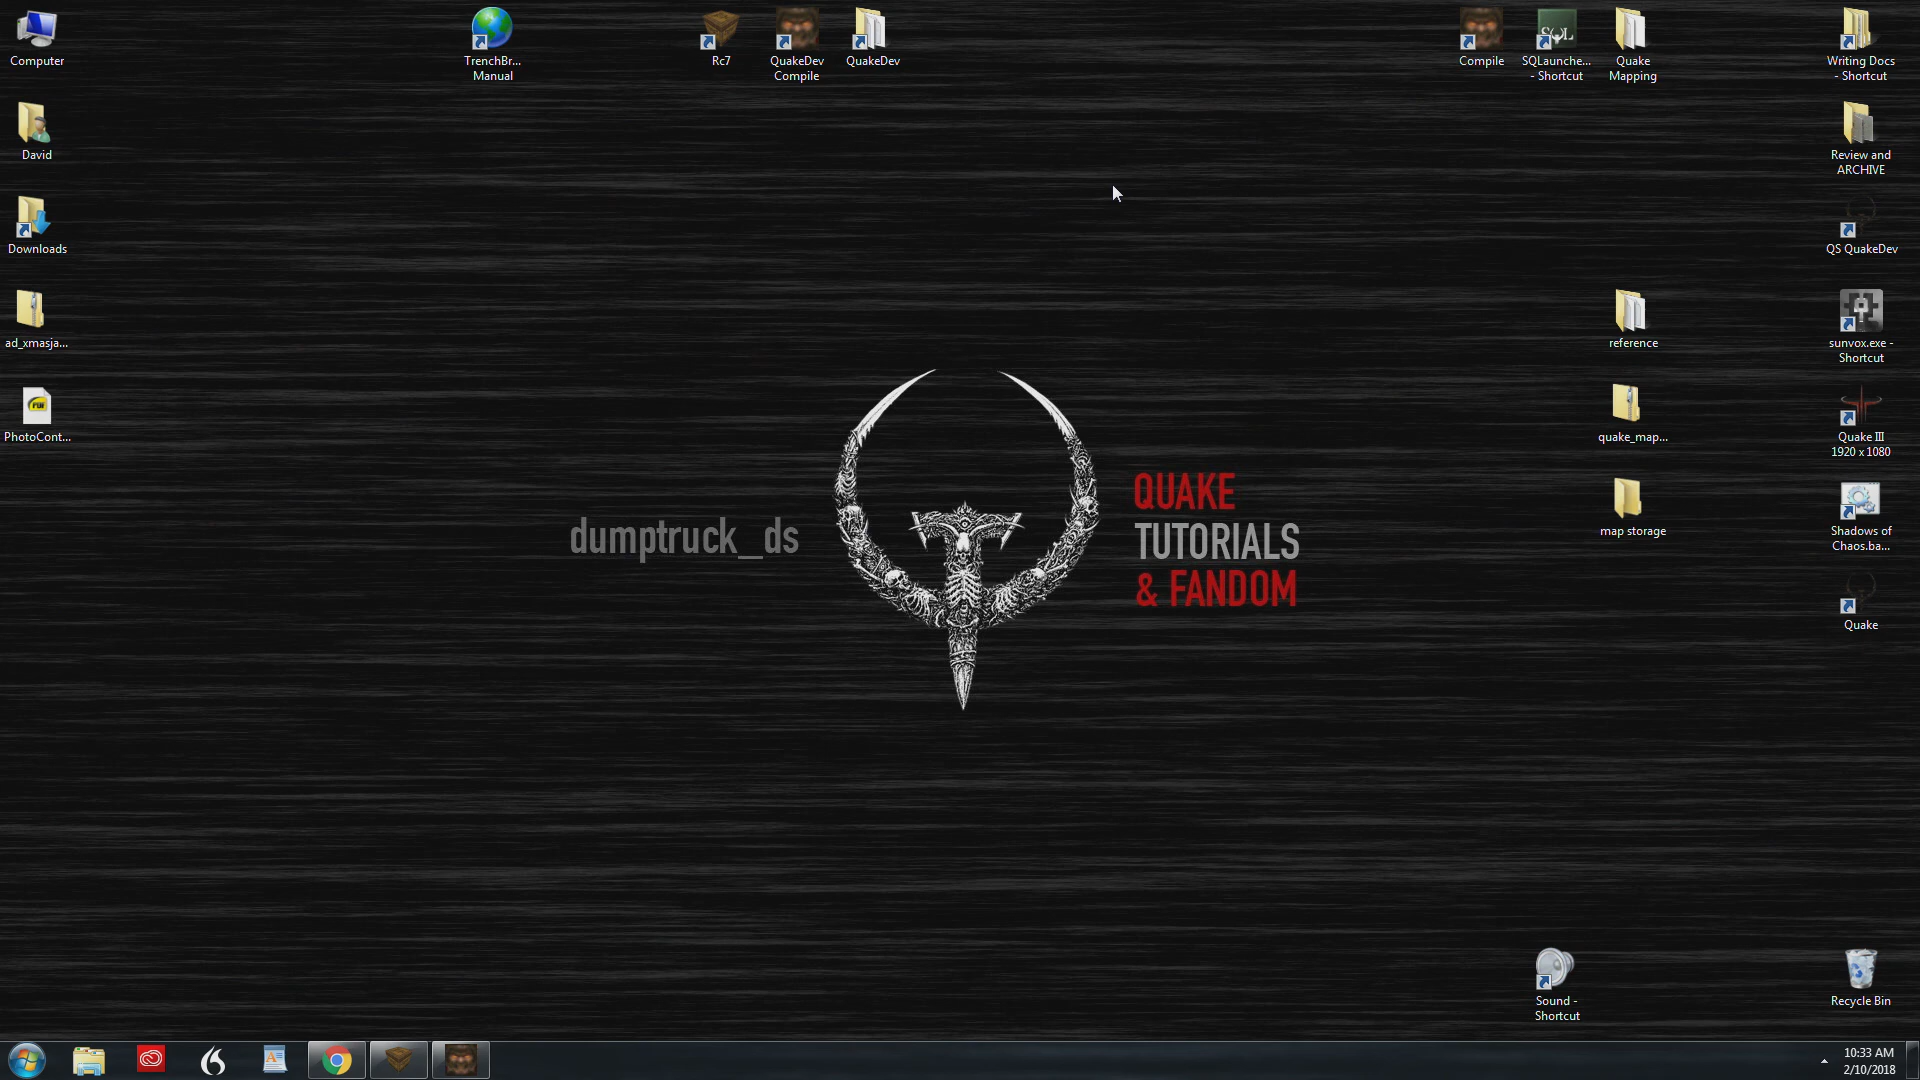 Computer
TrenchBr...
Manual
Rc7
QuakeDev
Compile
QuakeDev
Compile
SQL
SQLaunche...
- Shortcut
Quake
Mapping
Writing Docs
- Shortcut
David
Review and
ARCHIVE
Downloads
QS QuakeDev
ad_xmasja...
reference
sunvox.exe -
Shortcut
PDF
PhotoCont...
quake_map...
Quake III
1920 x 1080
map storage
Shadows of
Chaos.ba...
Quake
dumptruck_ds
QUAKE
TUTORIALS
& FANDOM
Sound -
Shortcut
Recycle Bin
10:33 AM
2/10/2018